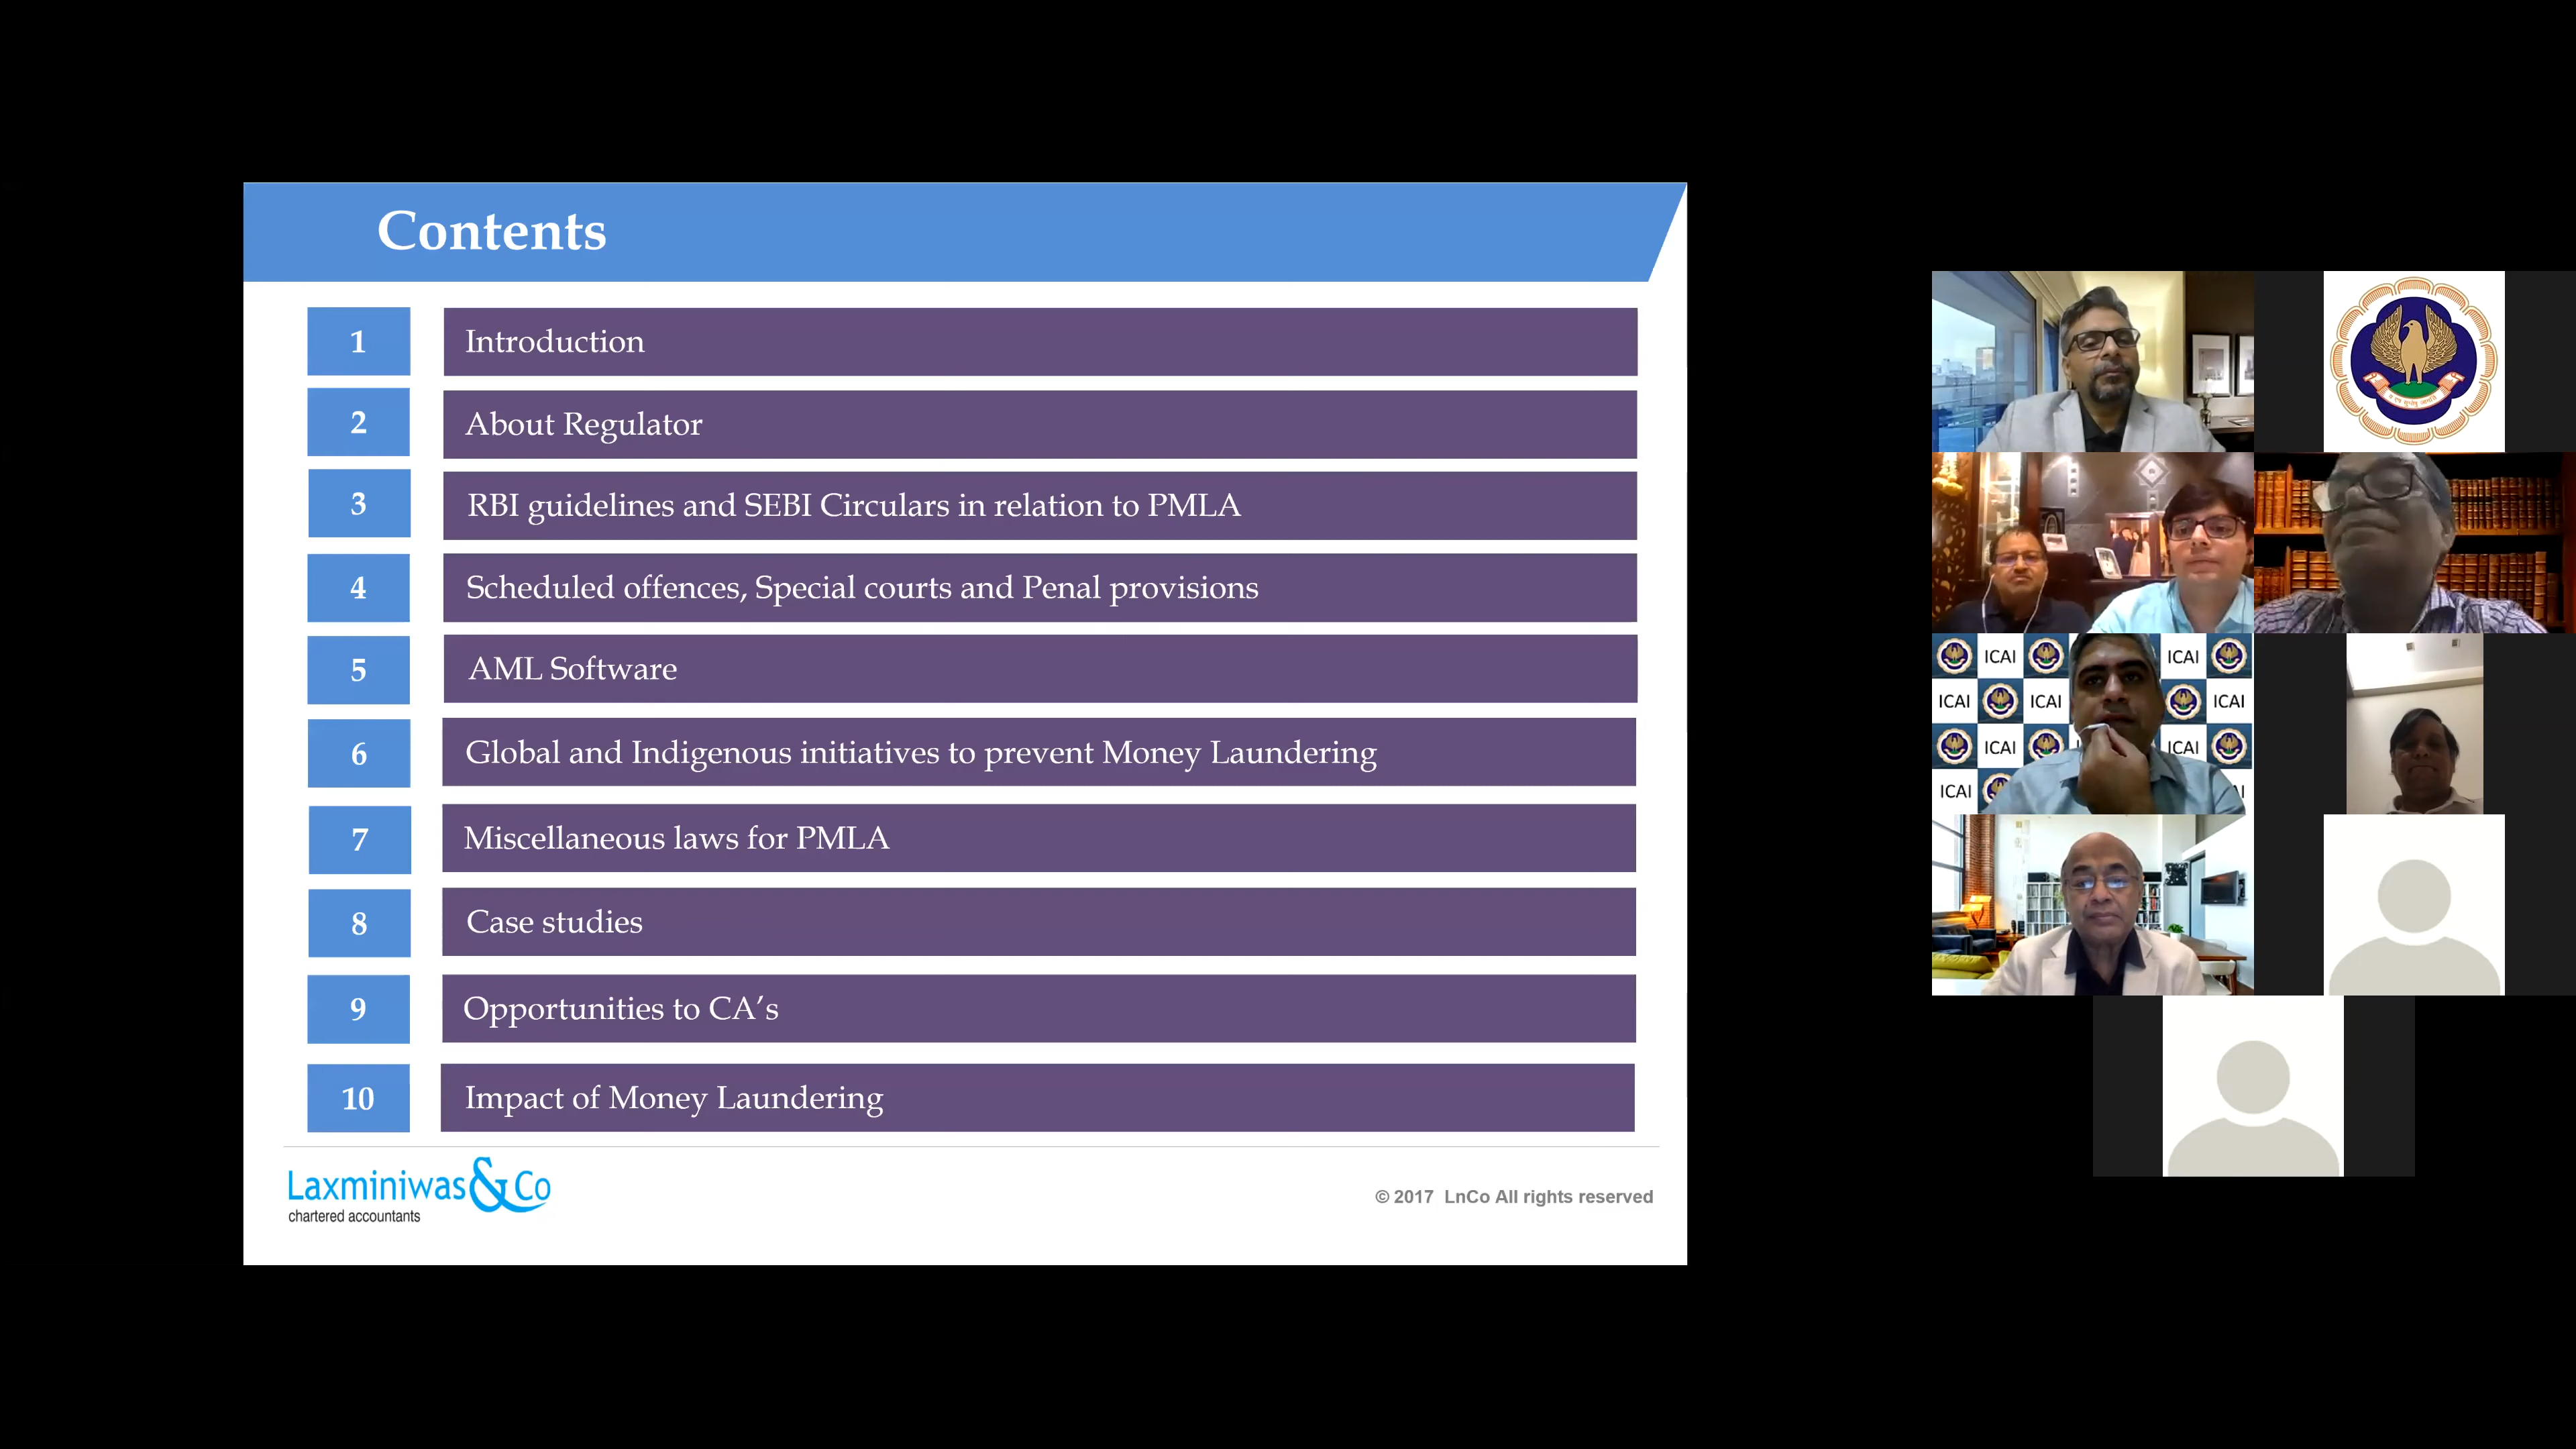 Contents
1 Introduction
2 About Regulator
3 RBI guidelines and SEBI Circulars in relation to PMLA
4 Scheduled offences, Special courts and Penal provisions
5 AML Software
6 Global and Indigenous initiatives to prevent Money Laundering
7 Miscellaneous laws for PMLA
8 Case studies
9 Opportunities to CA's
10 Impact of Money Laundering
Laxminiwas & Co
chartered accountants
© 2017 LnCo All rights reserved
ICAI ICAI
ICAI ICAI ICAI
ICAI ICAI
ICAI